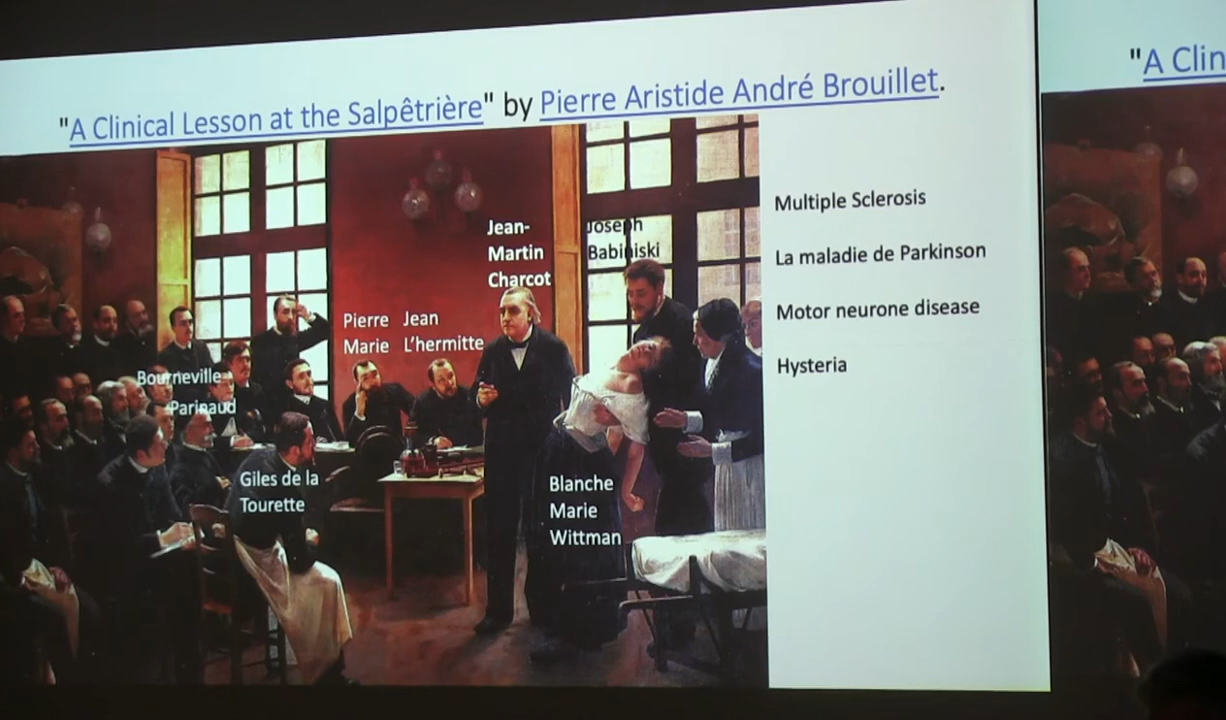 "A Clinical Lesson at the Salpêtrière" by Pierre Aristide André Brouillet.
"A Clin
Jean-
Martin
Charcot
Joseph
Babiniski
Pierre
Marie
Jean
L'hermitte
Bourneville
Parinaud
Giles de la
Tourette
Blanche
Marie
Wittman
Multiple Sclerosis
La maladie de Parkinson
Motor neurone disease
Hysteria